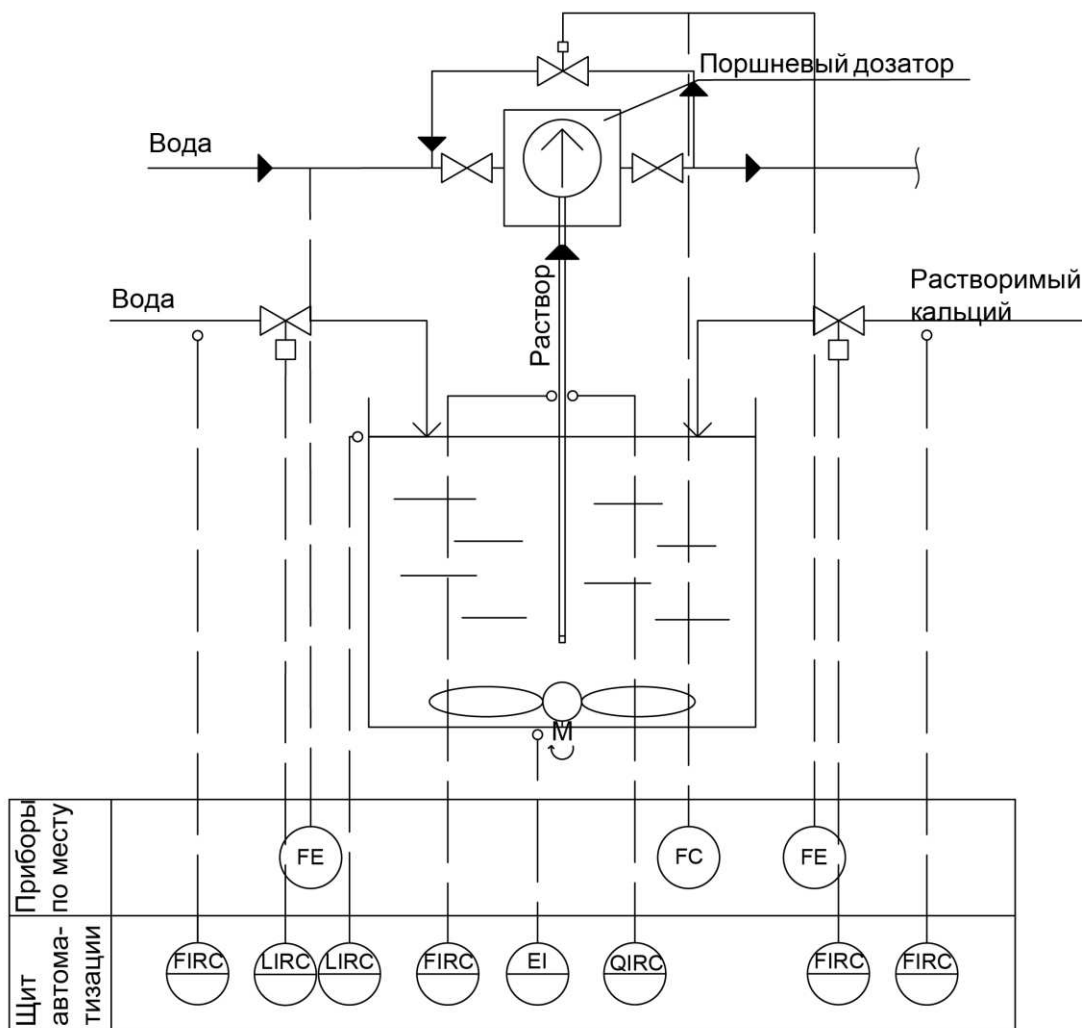 Поршневый дозатор
Вода
Раствор
Вода
Растворимый
кальций
М
Приборы
по месту
FE
FC
FE
Щит
автома-
тизации
FIRC
LIRC
LIRC
FIRC
EI
QIRC
FIRC
FIRC